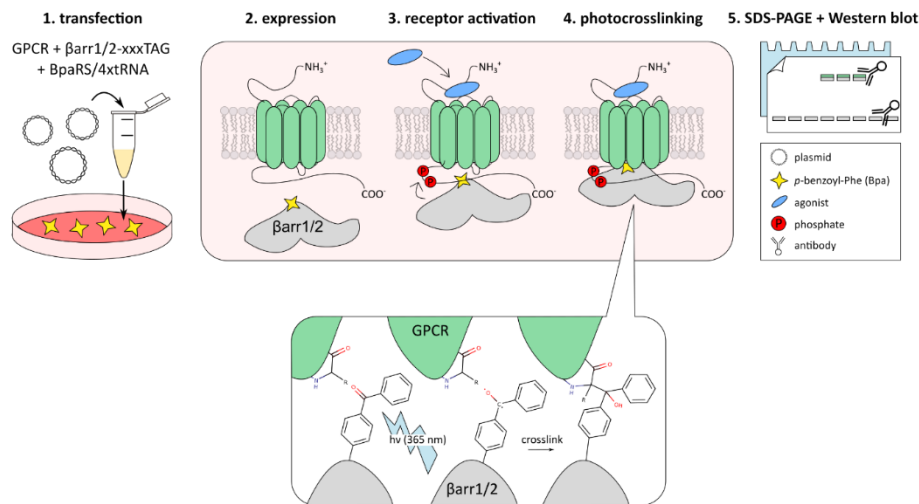 1. transfection
GPCR + βarr1/2-xxxTAG
+ BpaRS/4xtRNA
2. expression
NH₃⁺
COO⁻
βarr1/2
3. receptor activation
NH₃⁺
P
P
COO⁻
4. photocrosslinking
NH₃⁺
P
P
COO⁻
5. SDS-PAGE + Western blot
plasmid
p-benzoyl-Phe (Bpa)
agonist
P
phosphate
antibody
GPCR
O
N
H
R
O
hν (365 nm)
O
N
H
R
·O
C
crosslink
O
N
H
R
OH
βarr1/2